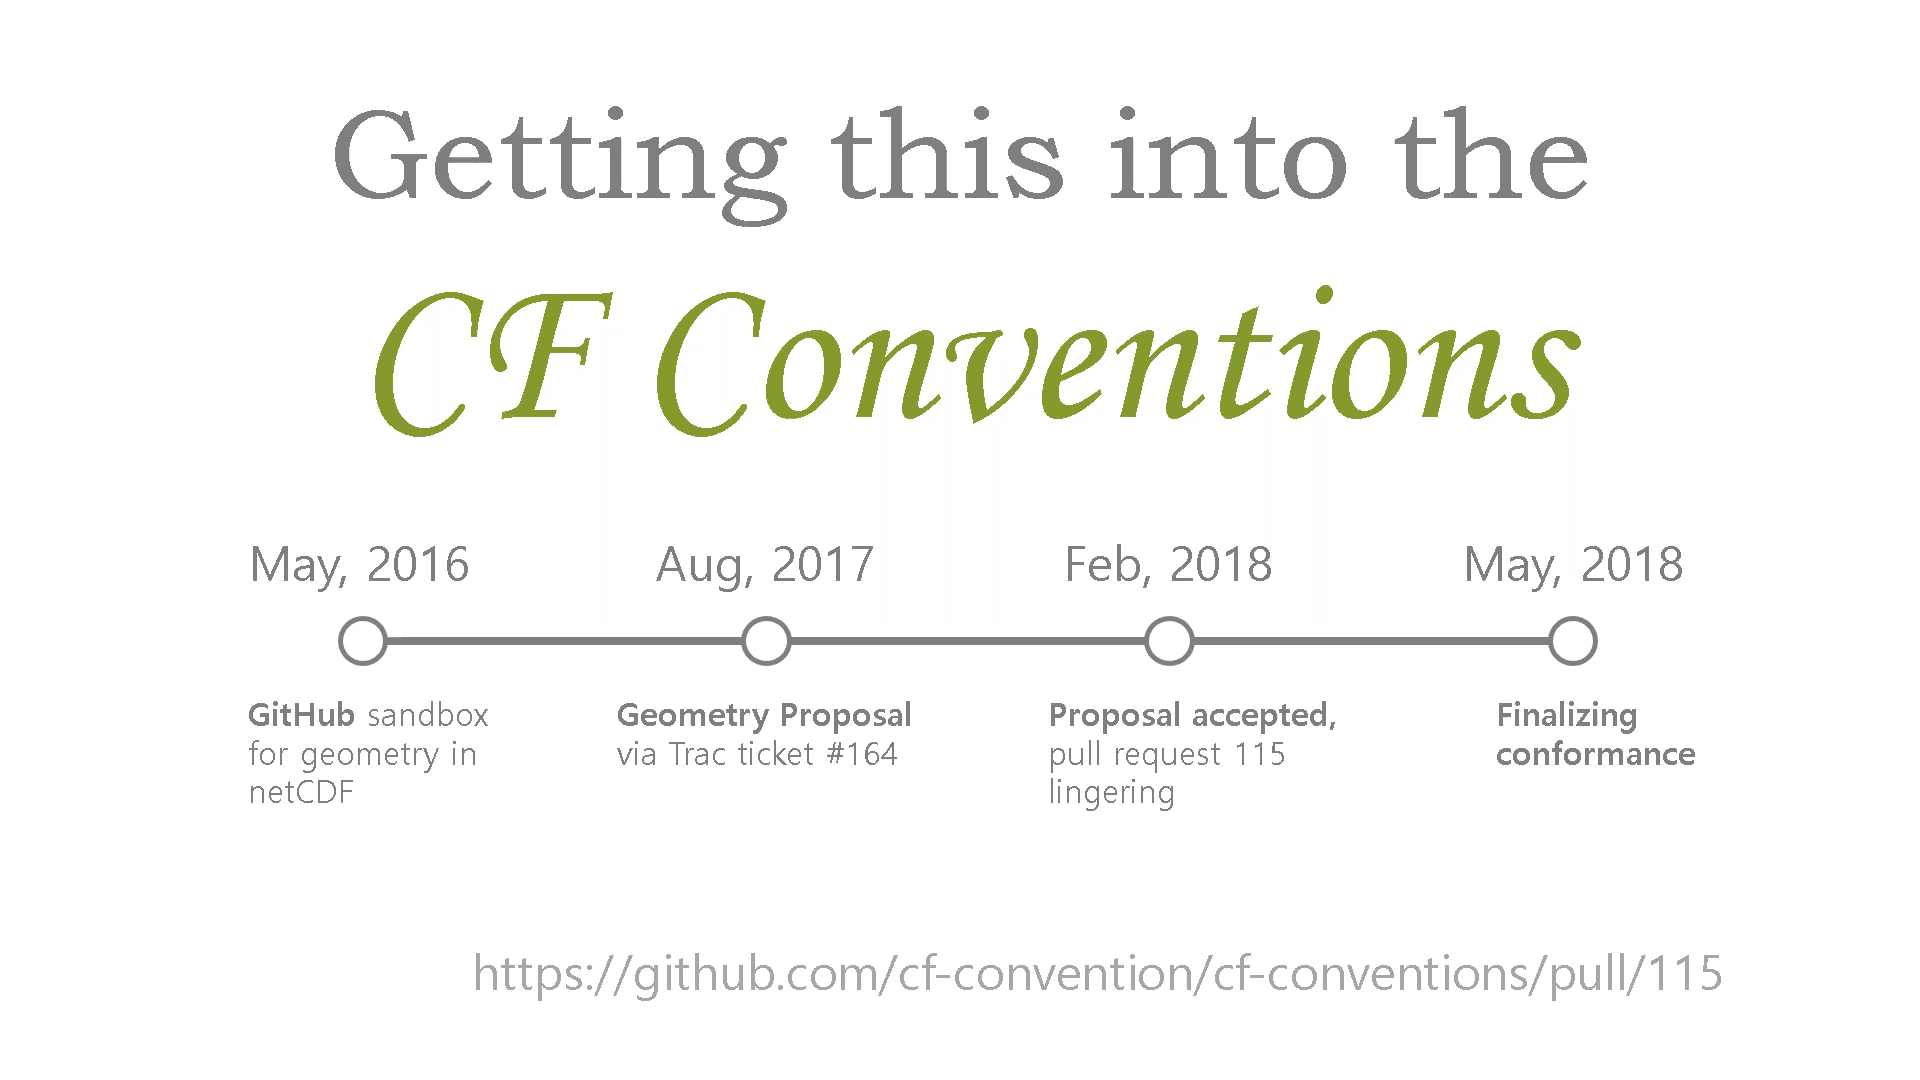 Getting this into the
CF Conventions
May, 2016
Aug, 2017
Feb, 2018
May, 2018
GitHub sandbox
for geometry in
netCDF
Geometry Proposal
via Trac ticket #164
Proposal accepted,
pull request 115
lingering
Finalizing
conformance
https://github.com/cf-convention/cf-conventions/pull/115